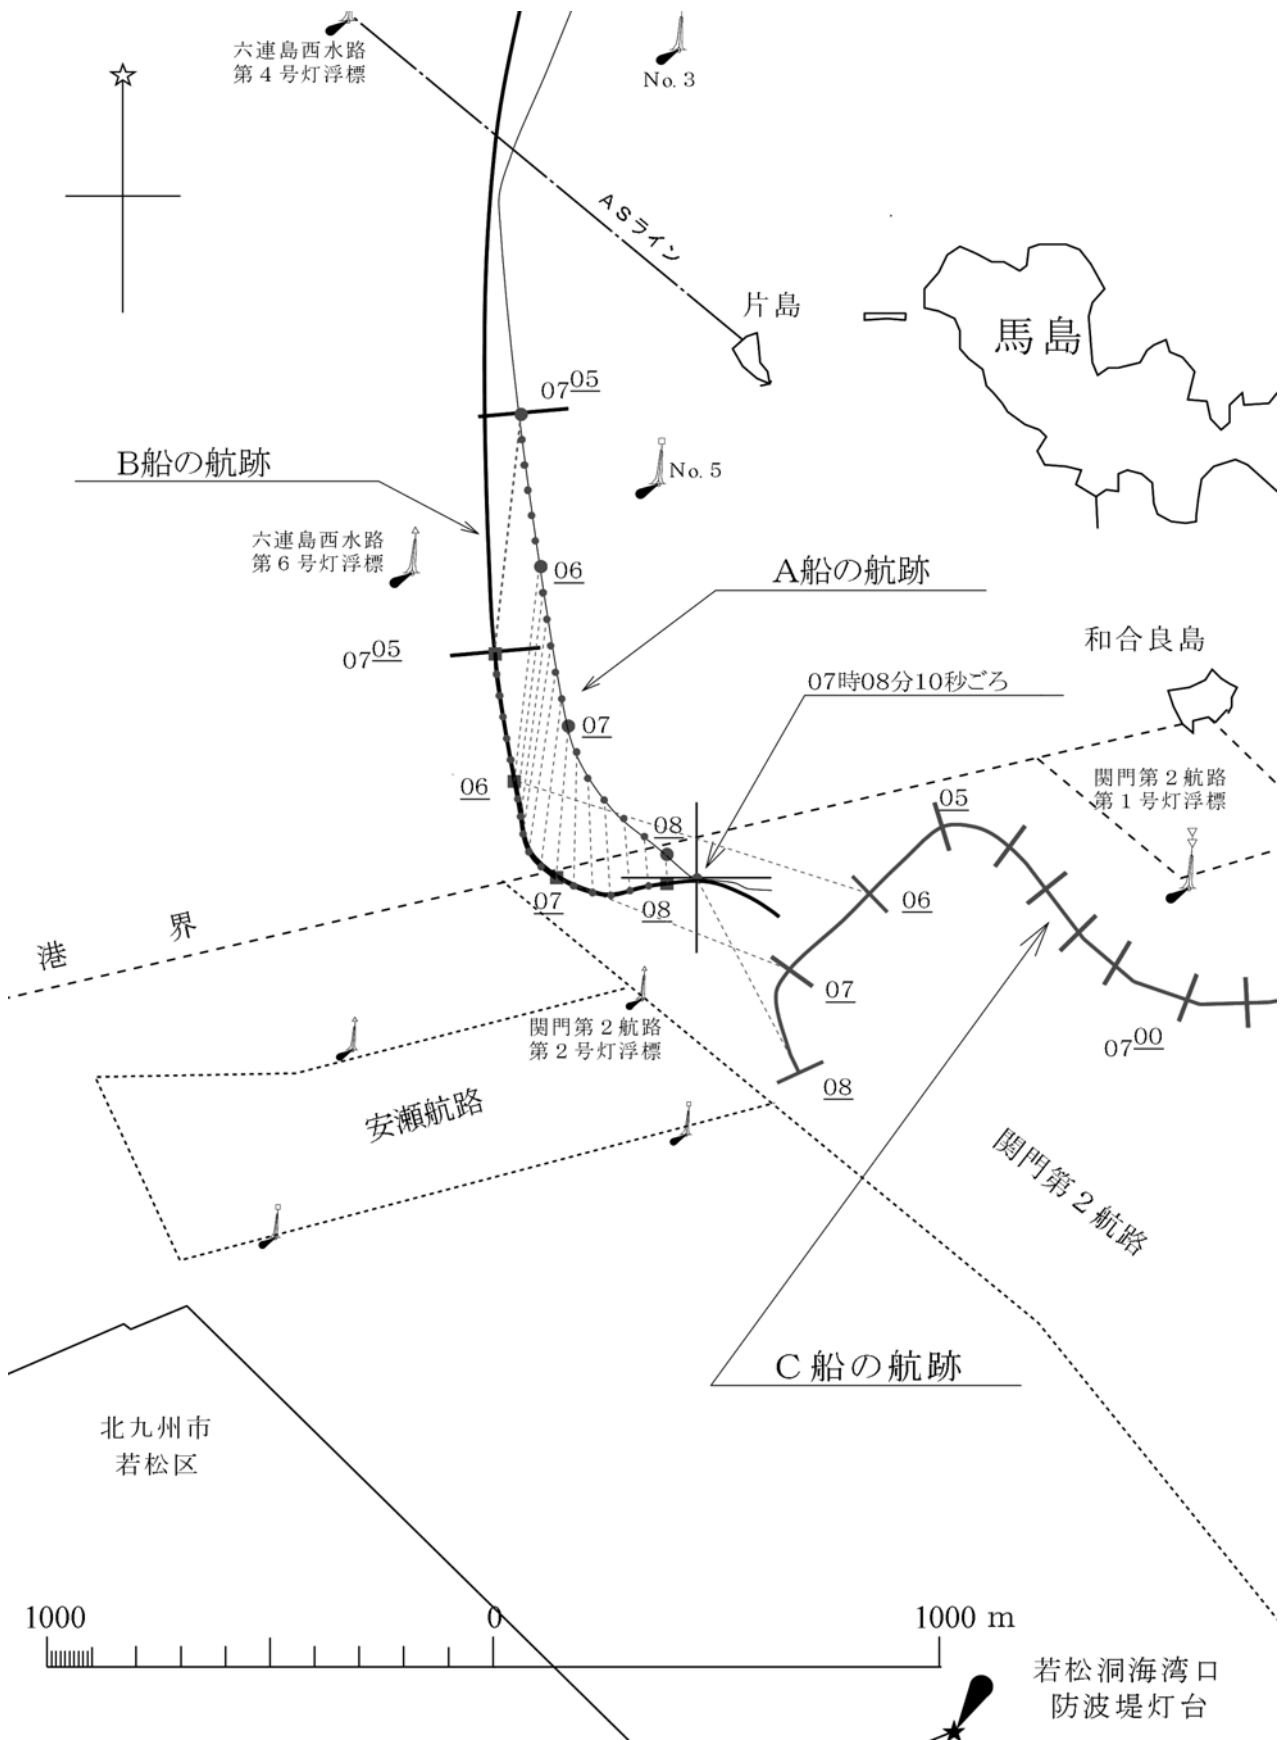 六連島西水路
第4号灯浮標
No. 3
ASライン
片島
馬島
0705
B船の航跡
No. 5
六連島西水路
第6号灯浮標
06
A船の航跡
和合良島
0705
07時08分10秒ごろ
07
06
関門第2航路
第1号灯浮標
05
08
06
07
08
港界
07
関門第2航路
第2号灯浮標
0700
08
安瀬航路
関門第2航路
C船の航跡
北九州市
若松区
1000 0 1000 m
若松洞海湾口
防波堤灯台